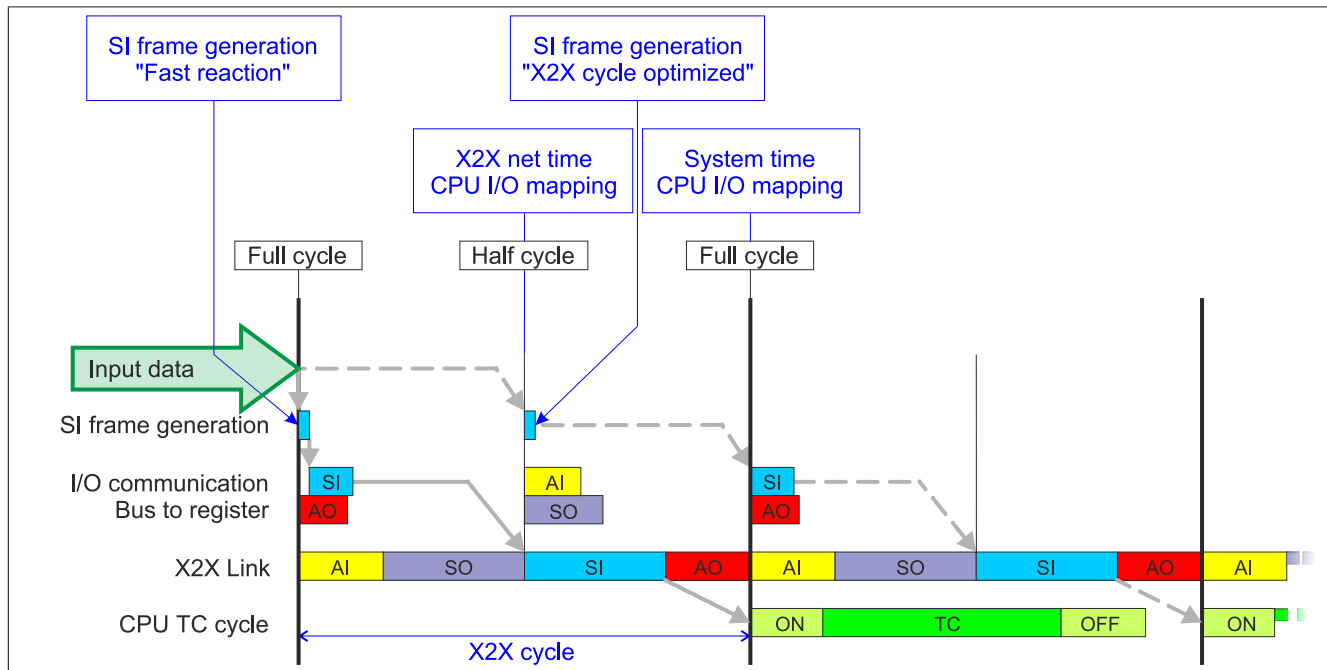 SI frame generation
"Fast reaction"
SI frame generation
"X2X cycle optimized"
X2X net time
CPU I/O mapping
System time
CPU I/O mapping
Full cycle
Half cycle
Full cycle
Input data
SI frame generation
I/O communication
SI
AI
SI
Bus to register
AO
SO
AO
X2X Link
AI
SO
SI
AO
AI
SO
SI
AO
AI
CPU TC cycle
ON
TC
OFF
ON
X2X cycle